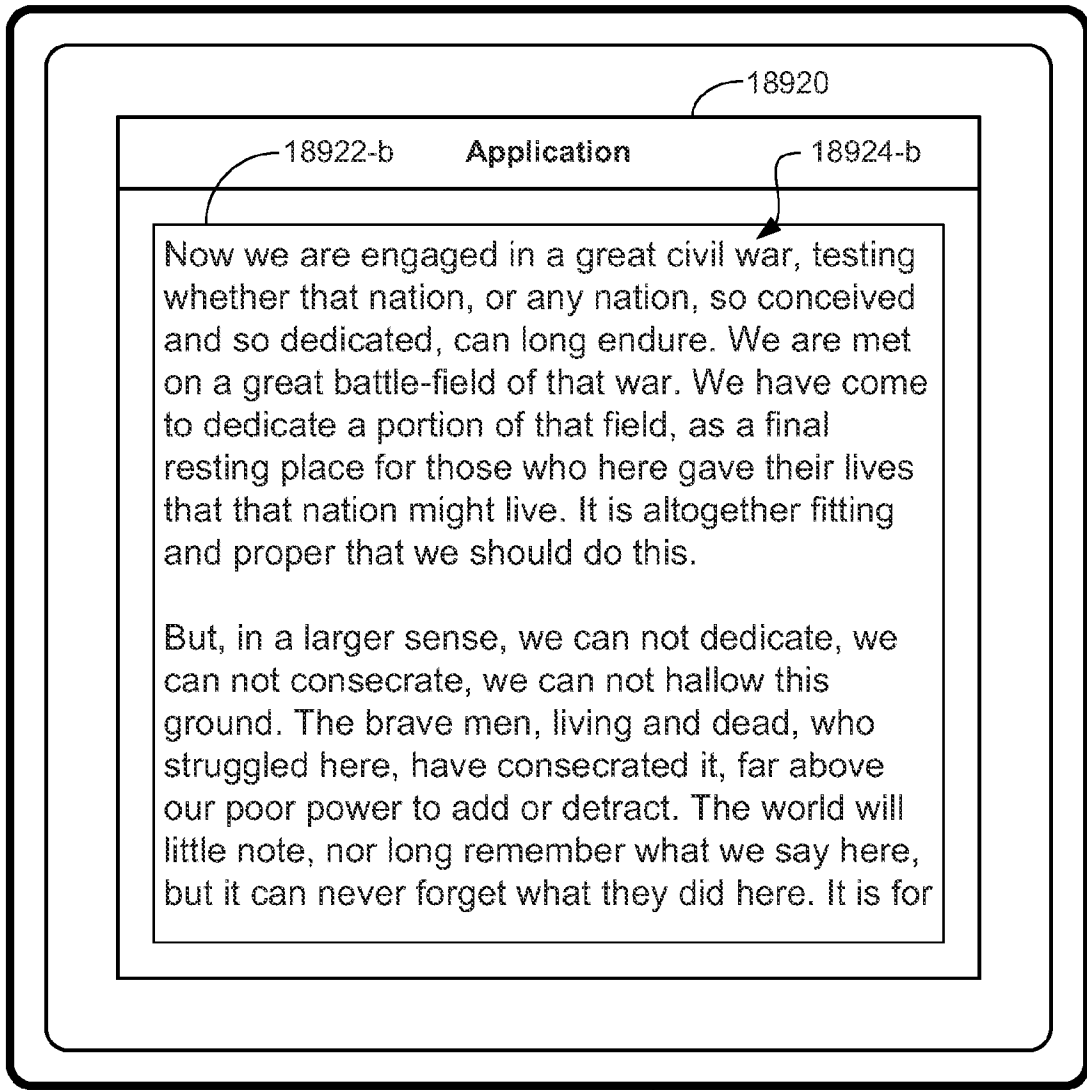 18920
18922-b Application 18924-b
Now we are engaged in a great civil war, testing
whether that nation, or any nation, so conceived
and so dedicated, can long endure. We are met
on a great battle-field of that war. We have come
to dedicate a portion of that field, as a final
resting place for those who here gave their lives
that that nation might live. It is altogether fitting
and proper that we should do this.
But, in a larger sense, we can not dedicate, we
can not consecrate, we can not hallow this
ground. The brave men, living and dead, who
struggled here, have consecrated it, far above
our poor power to add or detract. The world will
little note, nor long remember what we say here,
but it can never forget what they did here. It is for